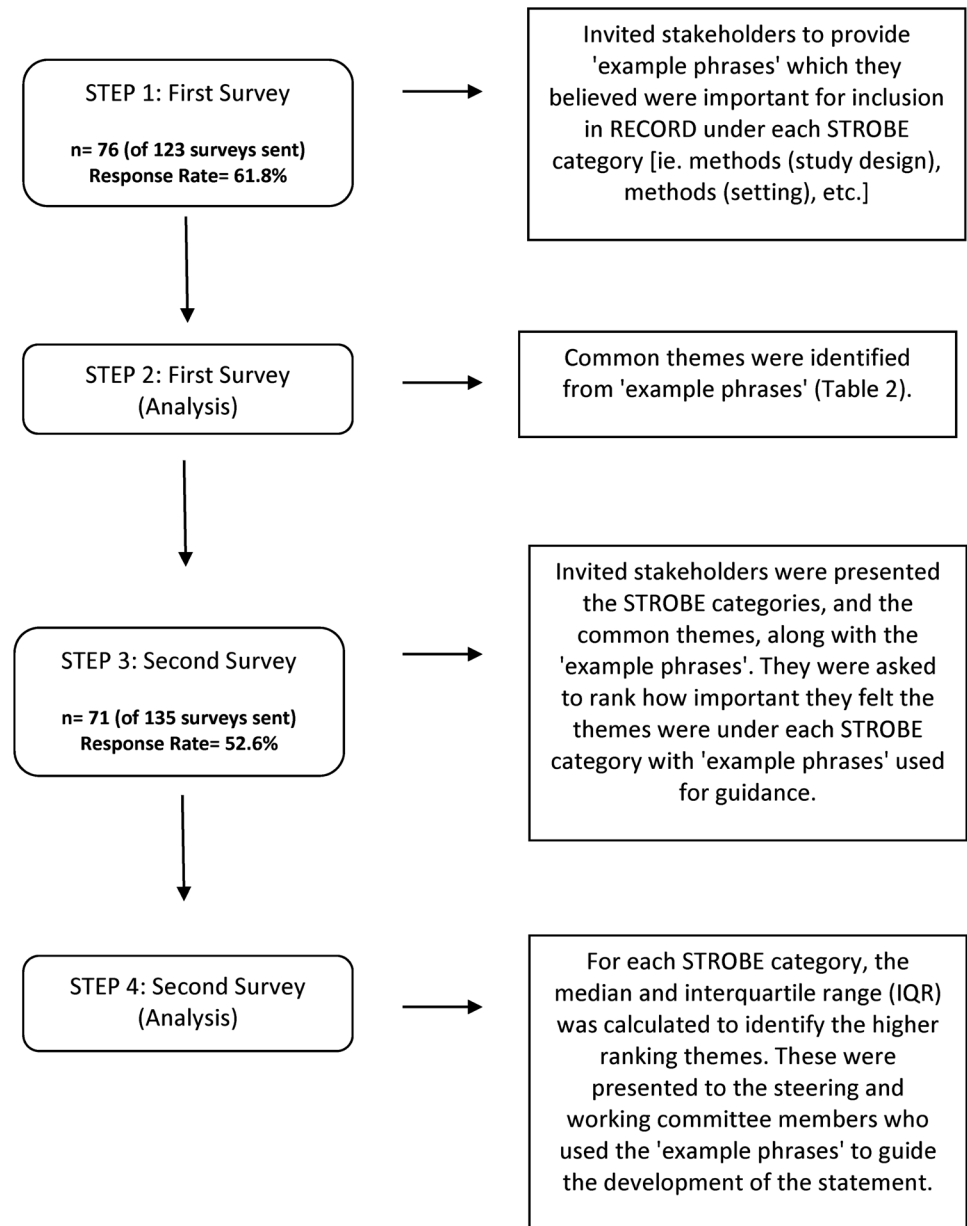 STEP 1: First Survey
n= 76 (of 123 surveys sent)
Response Rate= 61.8%
Invited stakeholders to provide
'example phrases' which they
believed were important for inclusion
in RECORD under each STROBE
category [ie. methods (study design),
methods (setting), etc.]
STEP 2: First Survey
(Analysis)
Common themes were identified
from 'example phrases' (Table 2).
STEP 3: Second Survey
n= 71 (of 135 surveys sent)
Response Rate= 52.6%
Invited stakeholders were presented
the STROBE categories, and the
common themes, along with the
'example phrases'. They were asked
to rank how important they felt the
themes were under each STROBE
category with 'example phrases' used
for guidance.
STEP 4: Second Survey
(Analysis)
For each STROBE category, the
median and interquartile range (IQR)
was calculated to identify the higher
ranking themes. These were
presented to the steering and
working committee members who
used the 'example phrases' to guide
the development of the statement.